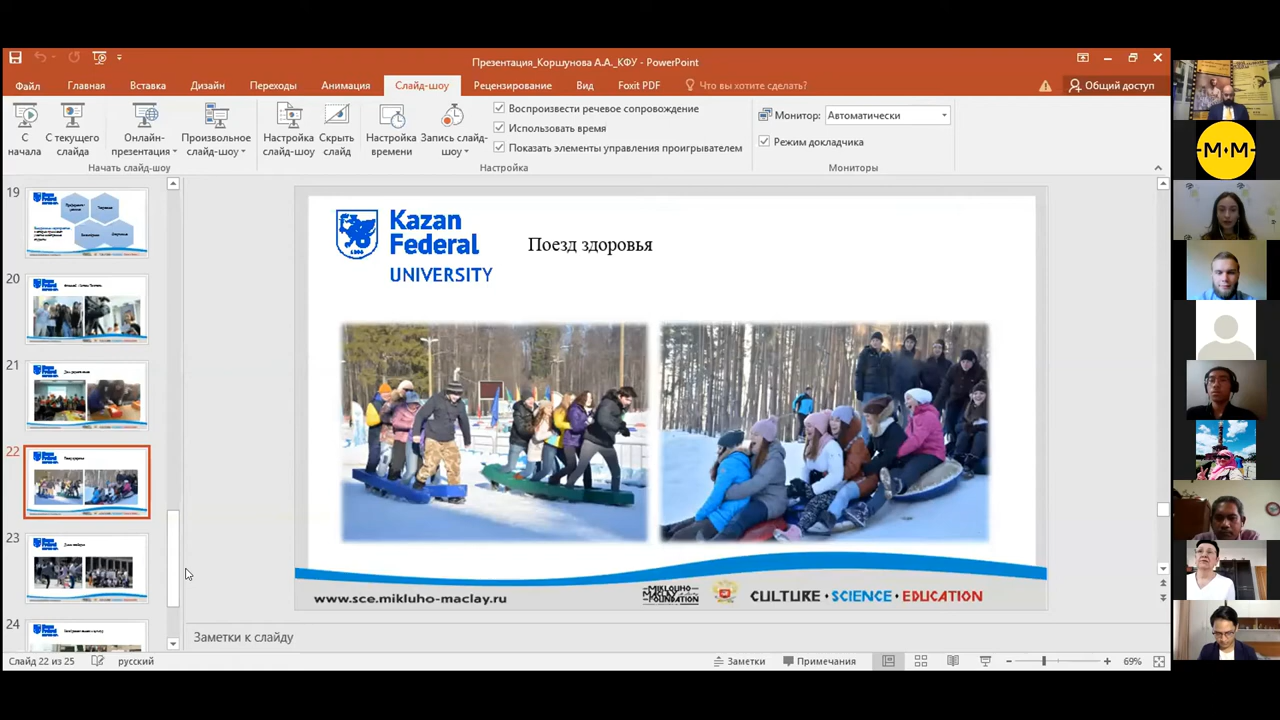 Презентация_Коршунова А.А._КФУ - PowerPoint
Файл Главная Вставка Дизайн Переходы Анимация Слайд-шоу Рецензирование Вид Foxit PDF Что вы хотите сделать? Общий доступ
С начала
С текущего слайда
Онлайн-презентация
Произвольное слайд-шоу
Начать слайд-шоу
Настройка слайд-шоу
Скрыть слайд
Настройка времени
Запись слайд-шоу
Воспроизвести речевое сопровождение
Использовать время
Показать элементы управления проигрывателем
Настройка
Монитор: Автоматически
Режим докладчика
Мониторы
19
20
21
22
23
24
Kazan
Federal
UNIVERSITY
Поезд здоровья
www.sce.mikluho-maclay.ru
MIKLOUHO-
MACLAY
FOUNDATION
CULTURE • SCIENCE • EDUCATION
Заметки к слайду
Слайд 22 из 25 русский Заметки Примечания 69%
M•M